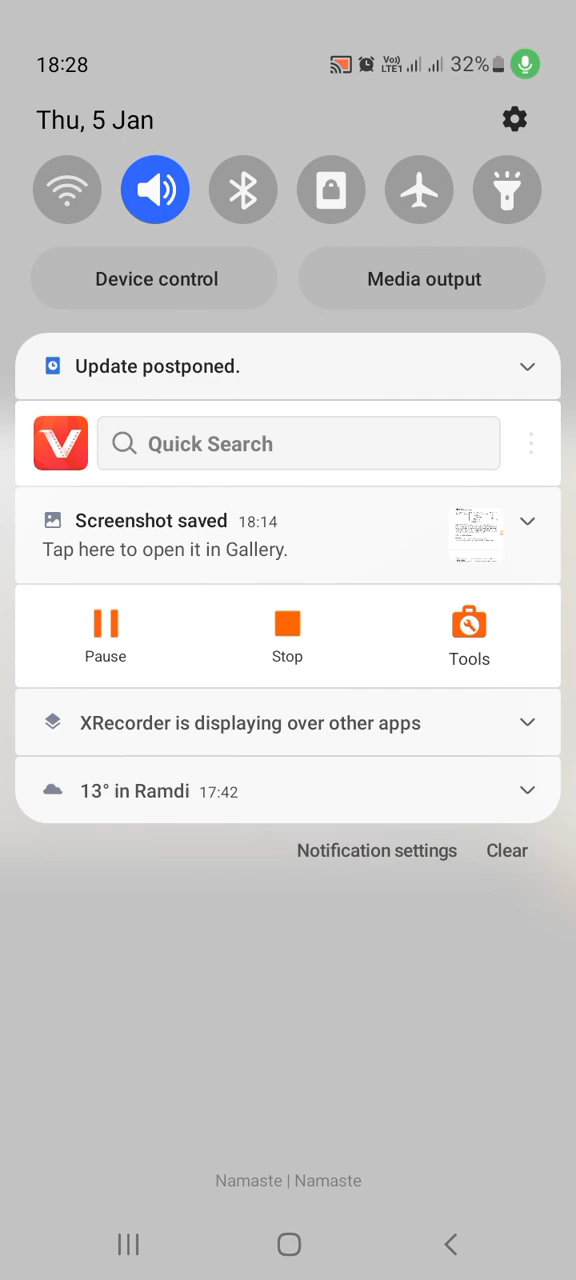 18:28 Vo) LTE1 32%
Thu, 5 Jan
Device control Media output
Update postponed.
Quick Search
Screenshot saved 18:14
Tap here to open it in Gallery.
Pause Stop Tools
XRecorder is displaying over other apps
13° in Ramdi 17:42
Notification settings Clear
Namaste | Namaste